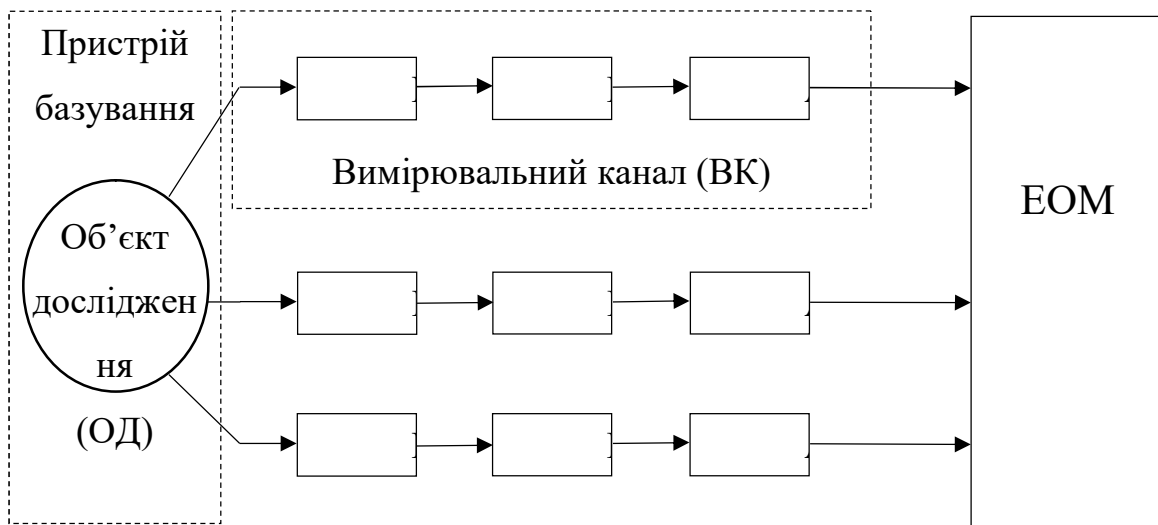 Пристрій
базування
Вимірювальний канал (ВК)
ЕОМ
Об’єкт
дослiджен
ня
(ОД)